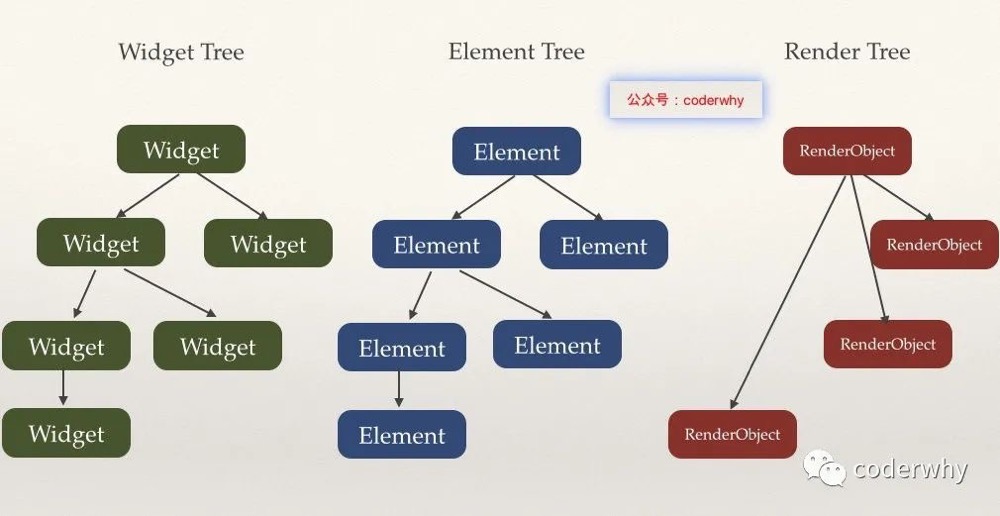 Widget Tree
Element Tree
Render Tree
公众号：coderwhy
Widget
Element
RenderObject
Widget
Widget
Element
Element
RenderObject
Widget
Widget
Element
Element
RenderObject
Widget
Element
RenderObject
coderwhy